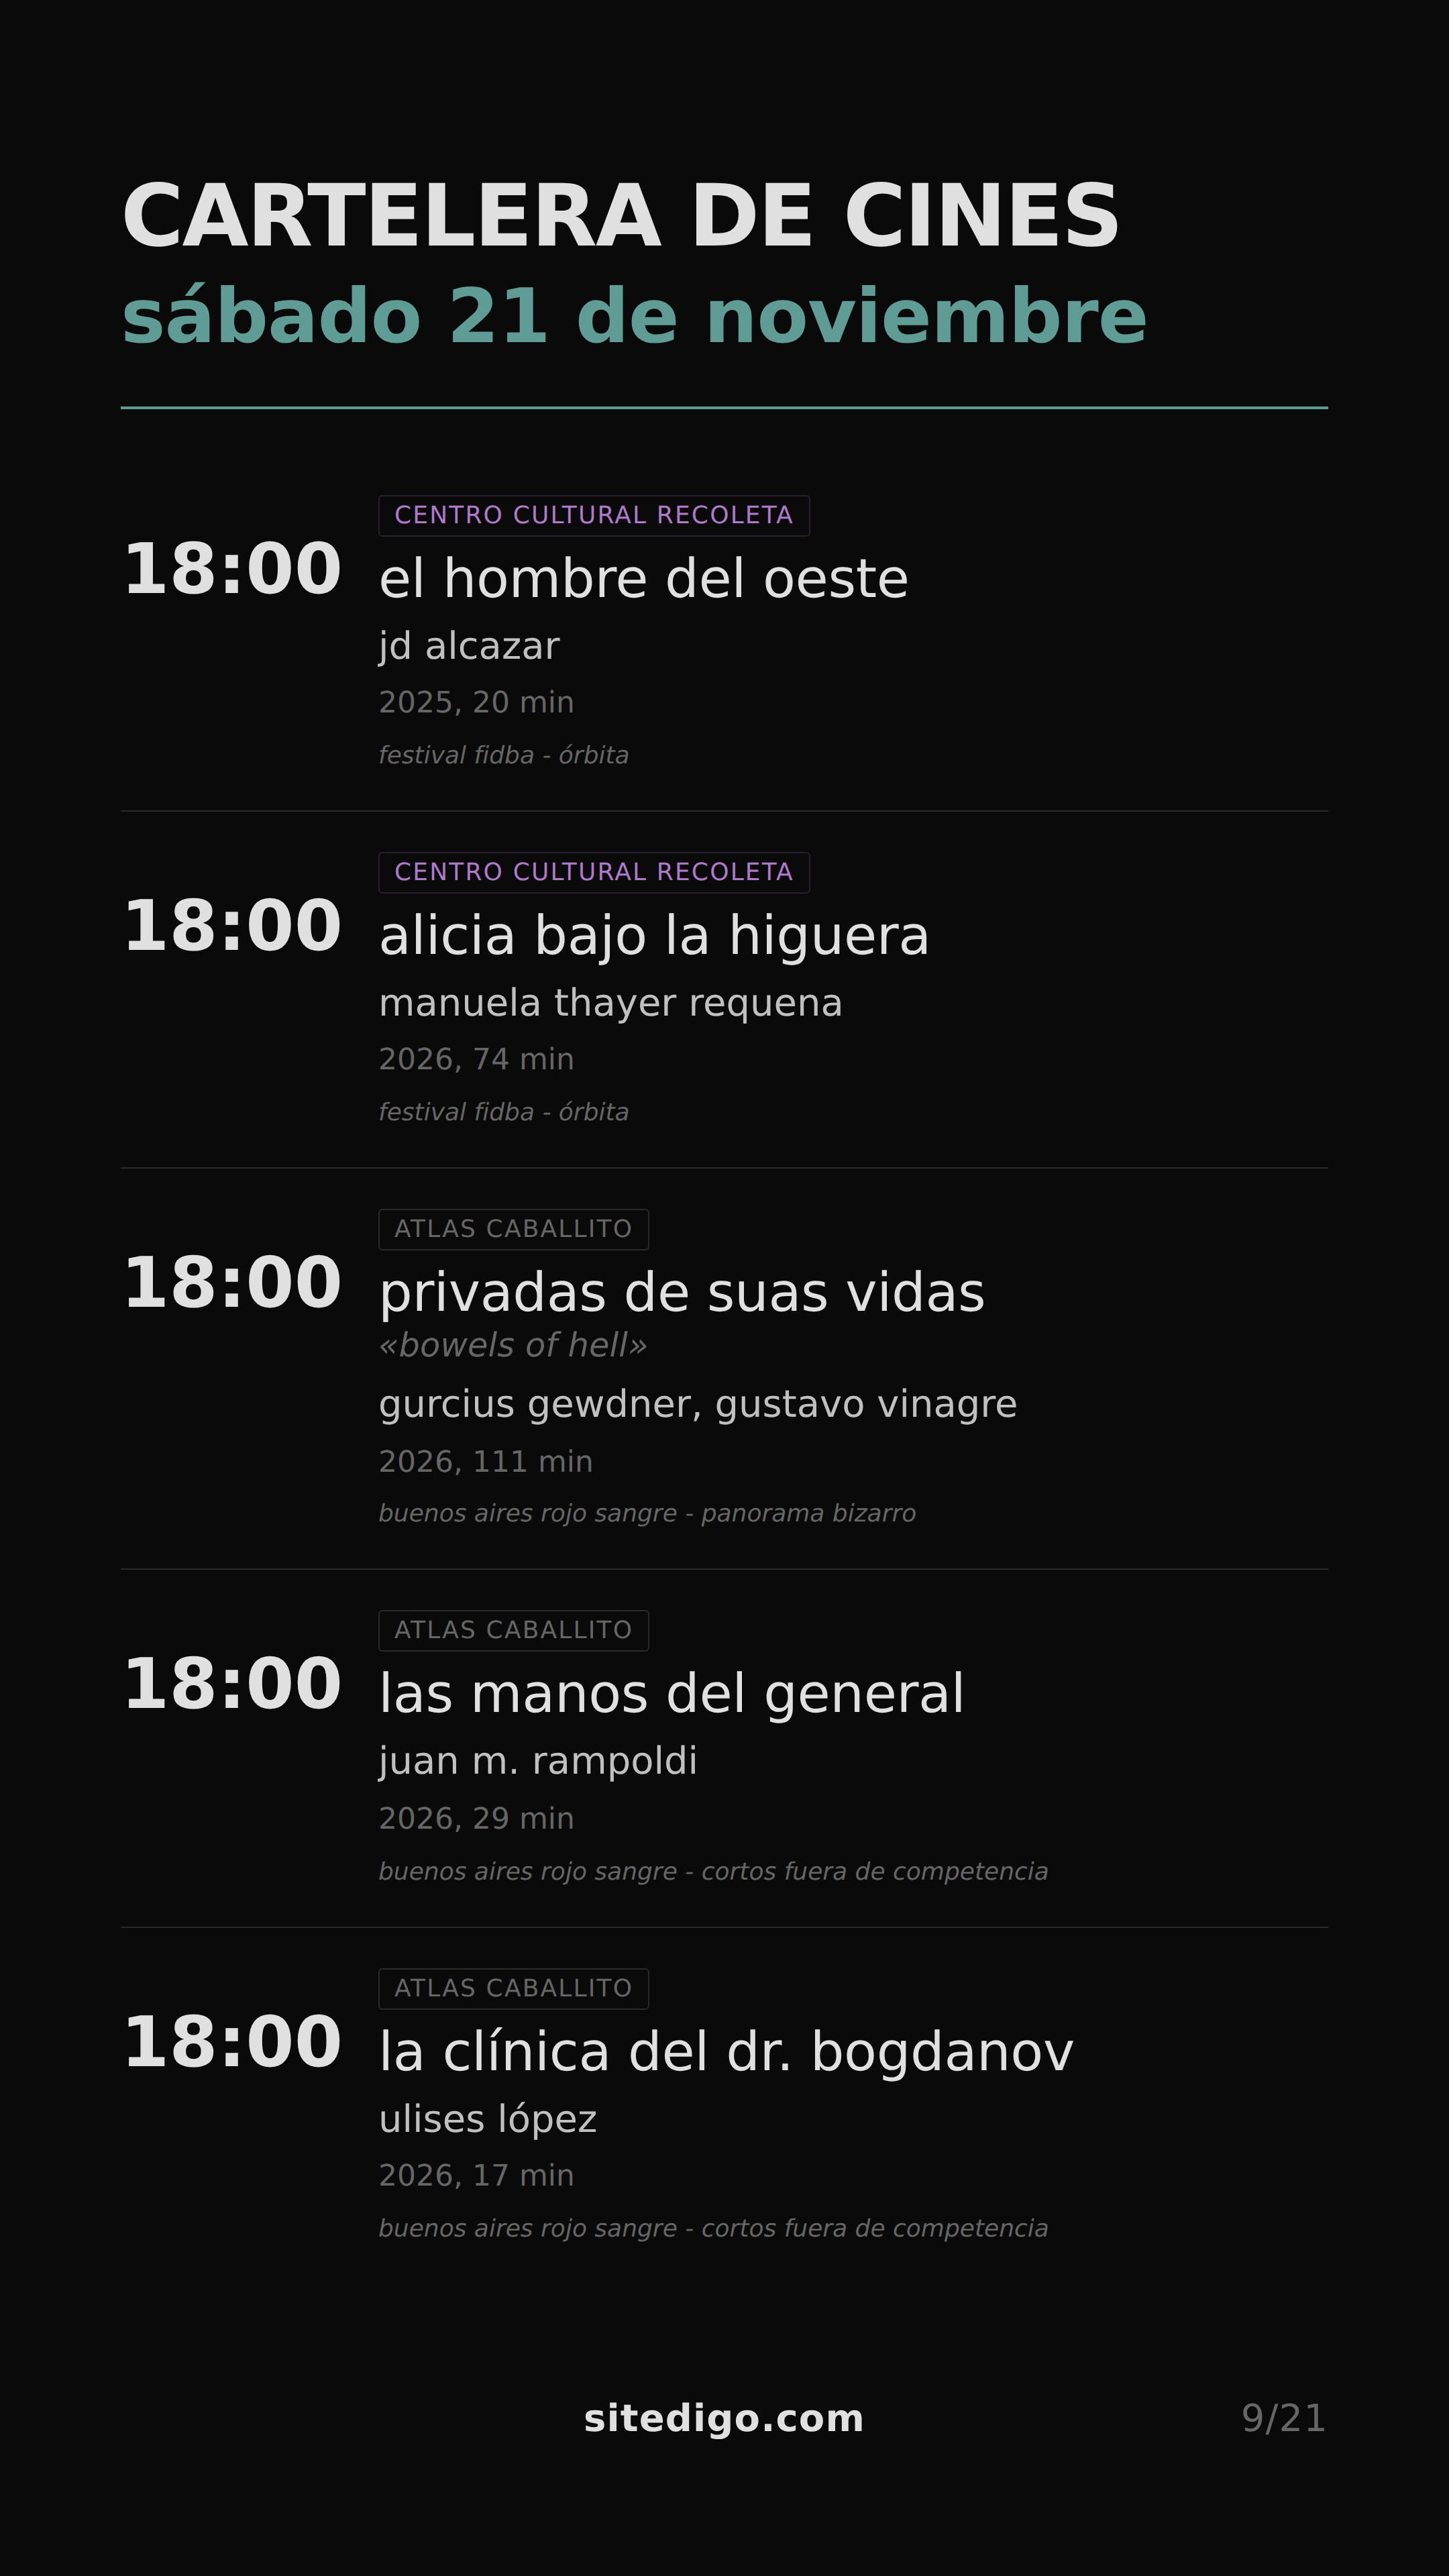 CARTELERA DE CINES
sábado 21 de noviembre
CENTRO CULTURAL RECOLETA
18:00
el hombre del oeste
jd alcazar
2025, 20 min
festival fidba - órbita
CENTRO CULTURAL RECOLETA
18:00
alicia bajo la higuera
manuela thayer requena
2026, 74 min
festival fidba - órbita
ATLAS CABALLITO
18:00
privadas de suas vidas
«bowels of hell»
gurcius gewdner, gustavo vinagre
2026, 111 min
buenos aires rojo sangre - panorama bizarro
ATLAS CABALLITO
18:00
las manos del general
juan m. rampoldi
2026, 29 min
buenos aires rojo sangre - cortos fuera de competencia
ATLAS CABALLITO
18:00
la clínica del dr. bogdanov
ulises lópez
2026, 17 min
buenos aires rojo sangre - cortos fuera de competencia
sitedigo.com
9/21